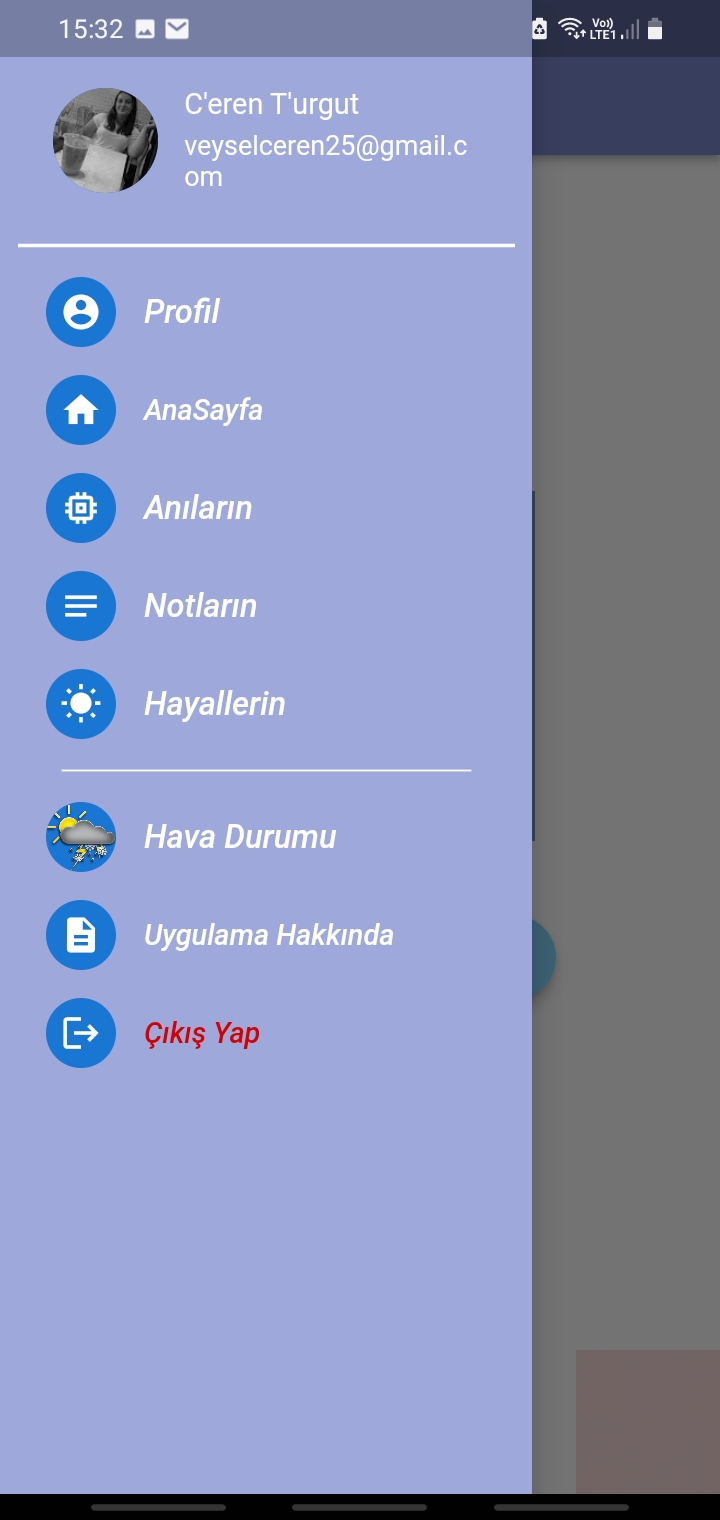 15:32
Vo))
LTE1
C'eren T'urgut
veyselceren25@gmail.c
om
Profil
AnaSayfa
Anıların
Notların
Hayallerin
Hava Durumu
Uygulama Hakkında
Çıkış Yap